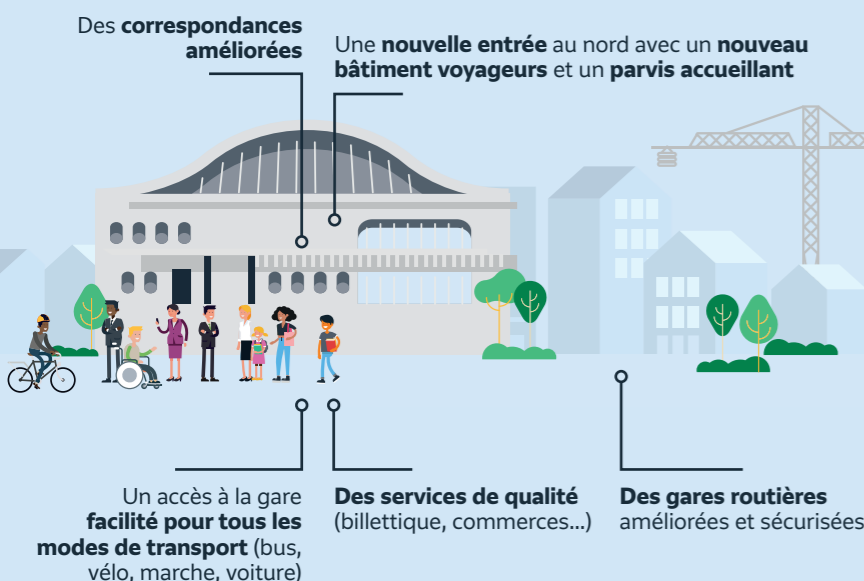 Des correspondances
améliorées
Une nouvelle entrée au nord avec un nouveau
bâtiment voyageurs et un parvis accueillant
Un accès à la gare
facilité pour tous les
modes de transport (bus,
vélo, marche, voiture)
Des services de qualité
(billettique, commerces...)
Des gares routières
améliorées et sécurisées